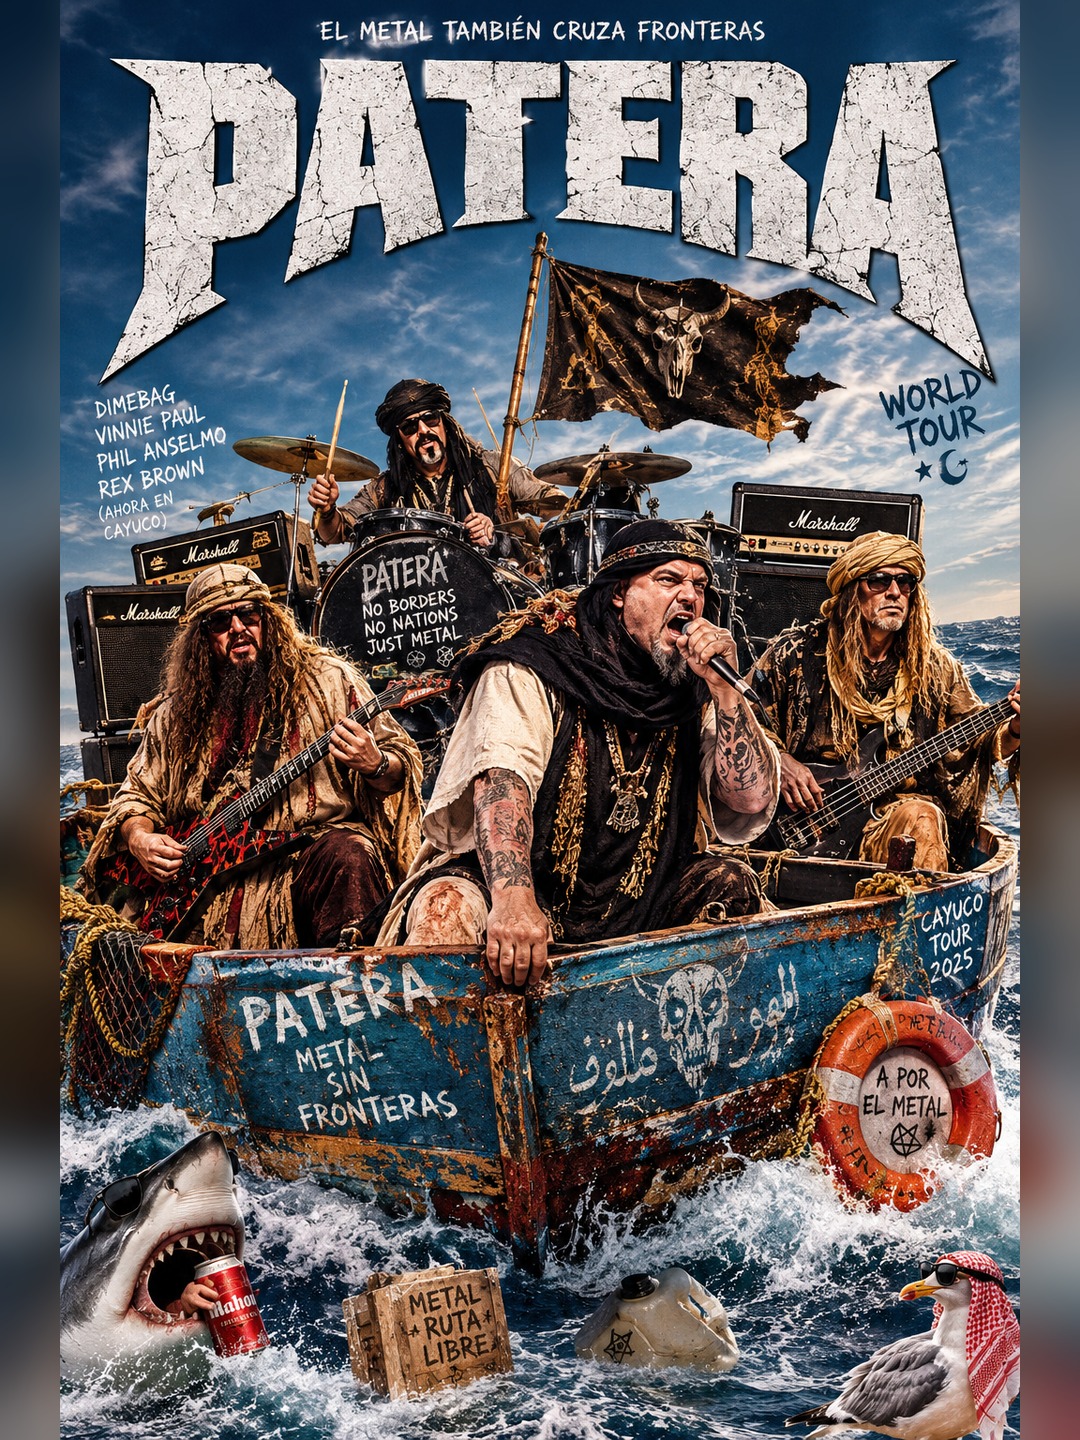 EL METAL TAMBIÉN CRUZA FRONTERAS
PATERA
DIMEBAG
VINNIE PAUL
PHIL ANSELMO
REX BROWN
(AHORA EN
CAYUCO)
WORLD
TOUR
Marshall
Marshall
Marshall
PATERA
NO BORDERS
NO NATIONS
JUST METAL
PATERA
METAL
SIN
FRONTERAS
CAYUCO
TOUR
2025
A POR
EL METAL
Mahou
METAL
RUTA
LIBRE